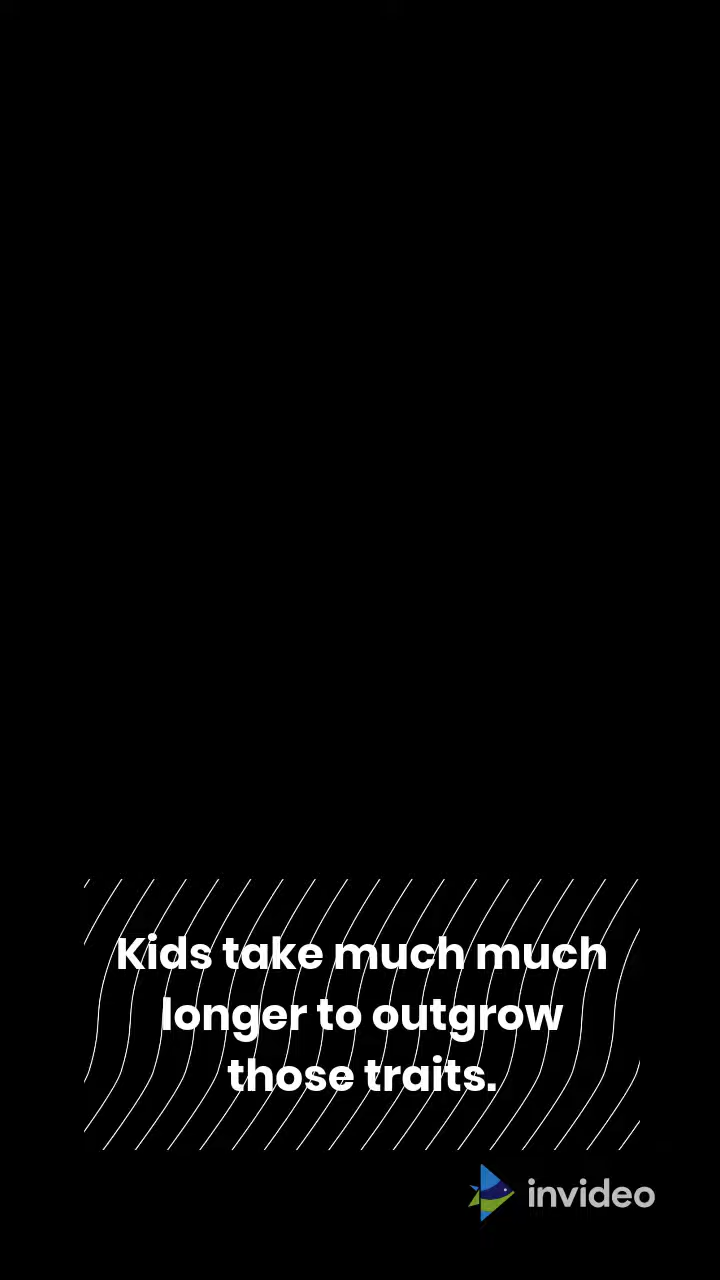 Kids take much much
longer to outgrow
those traits.
invideo